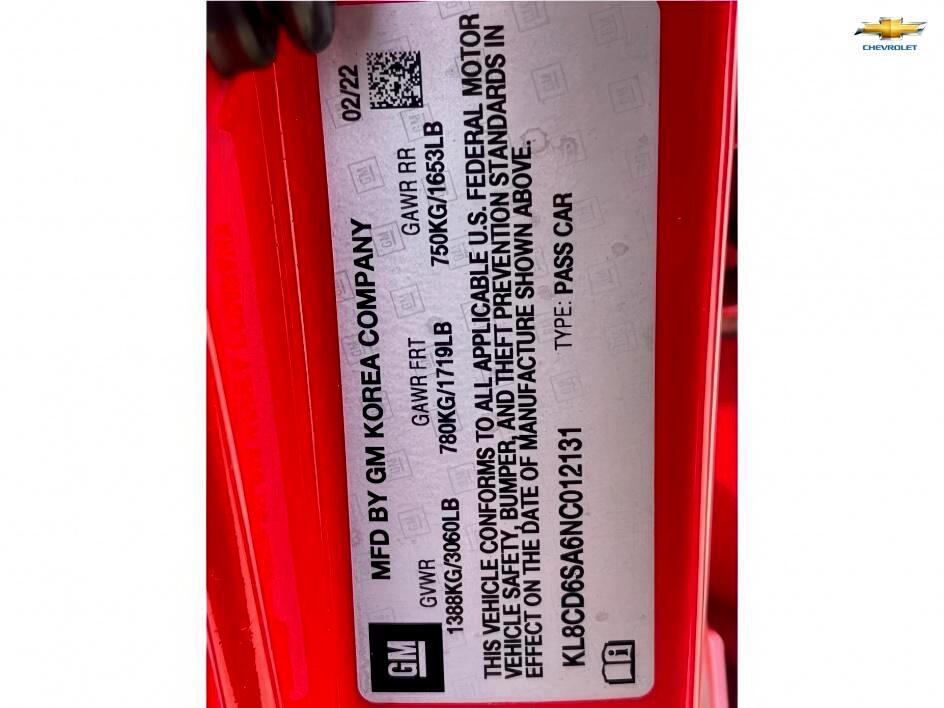 CHEVROLET
02/22
MFD BY GM KOREA COMPANY
GVWR GAWR FRT GAWR RR
1388KG/3060LB 780KG/1719LB 750KG/1653LB
THIS VEHICLE CONFORMS TO ALL APPLICABLE U.S. FEDERAL MOTOR
VEHICLE SAFETY, BUMPER, AND THEFT PREVENTION STANDARDS IN
EFFECT ON THE DATE OF MANUFACTURE SHOWN ABOVE.
KL8CD6SA6NC012131 TYPE: PASS CAR
GM